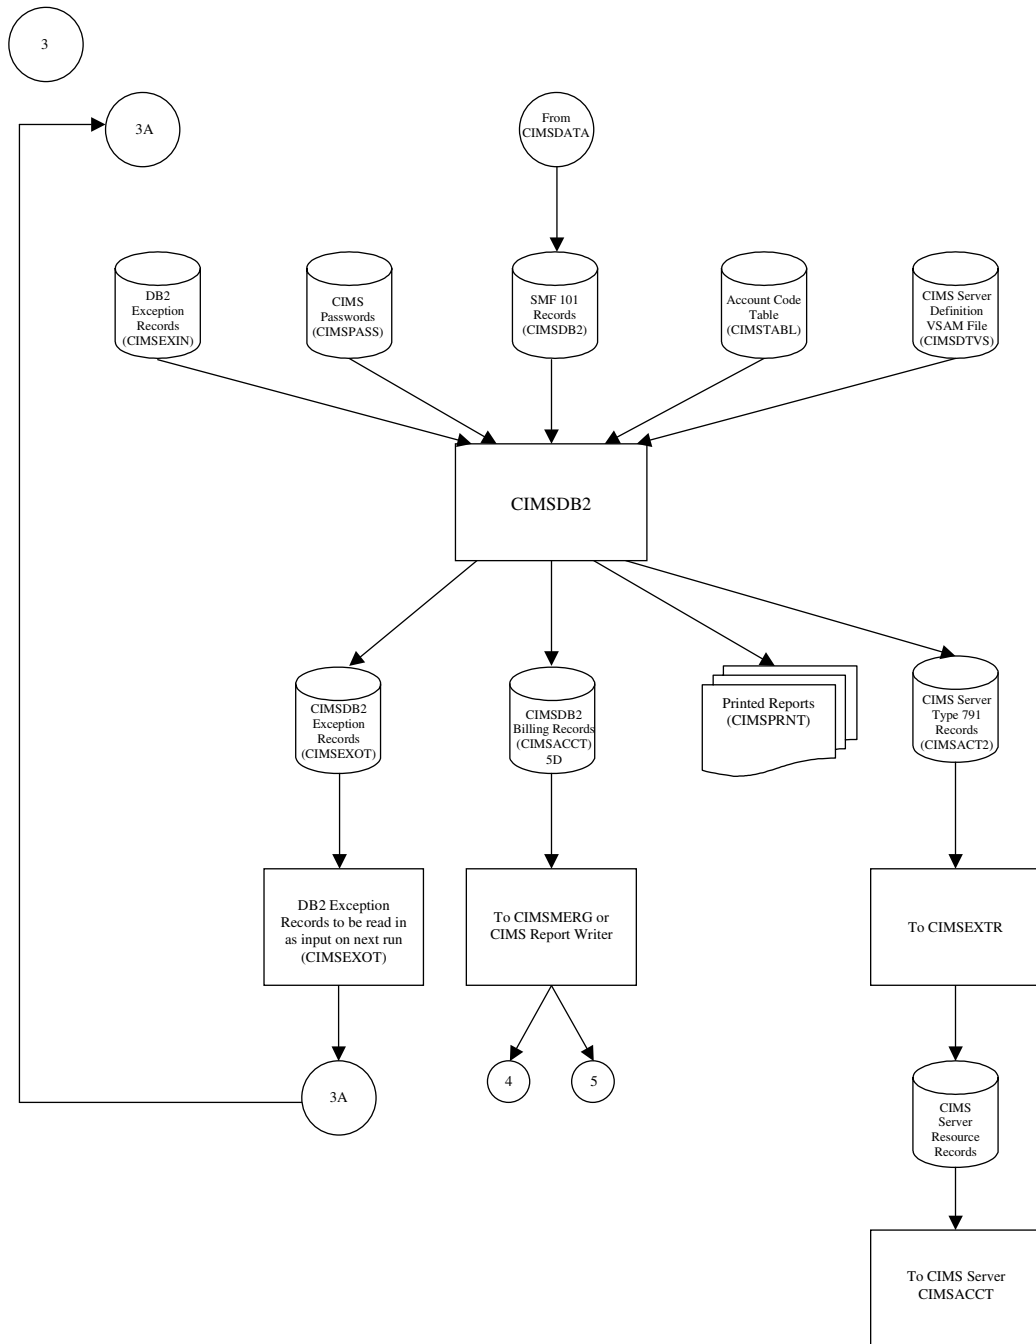 3
3A
From
CIMSDATA
DB2
Exception
Records
(CIMSEXIN)
CIMS
Passwords
(CIMSPASS)
SMF 101
Records
(CIMSDB2)
Account Code
Table
(CIMSTABL)
CIMS Server
Definition
VSAM File
(CIMSDTVS)
CIMSDB2
CIMSDB2
Exception
Records
(CIMSEXOT)
CIMSDB2
Billing Records
(CIMSACCT)
5D
Printed Reports
(CIMSPRNT)
CIMS Server
Type 791
Records
(CIMSACT2)
DB2 Exception
Records to be read in
as input on next run
(CIMSEXOT)
To CIMSMERG or
CIMS Report Writer
To CIMSEXTR
3A
4
5
CIMS
Server
Resource
Records
To CIMS Server
CIMSACCT